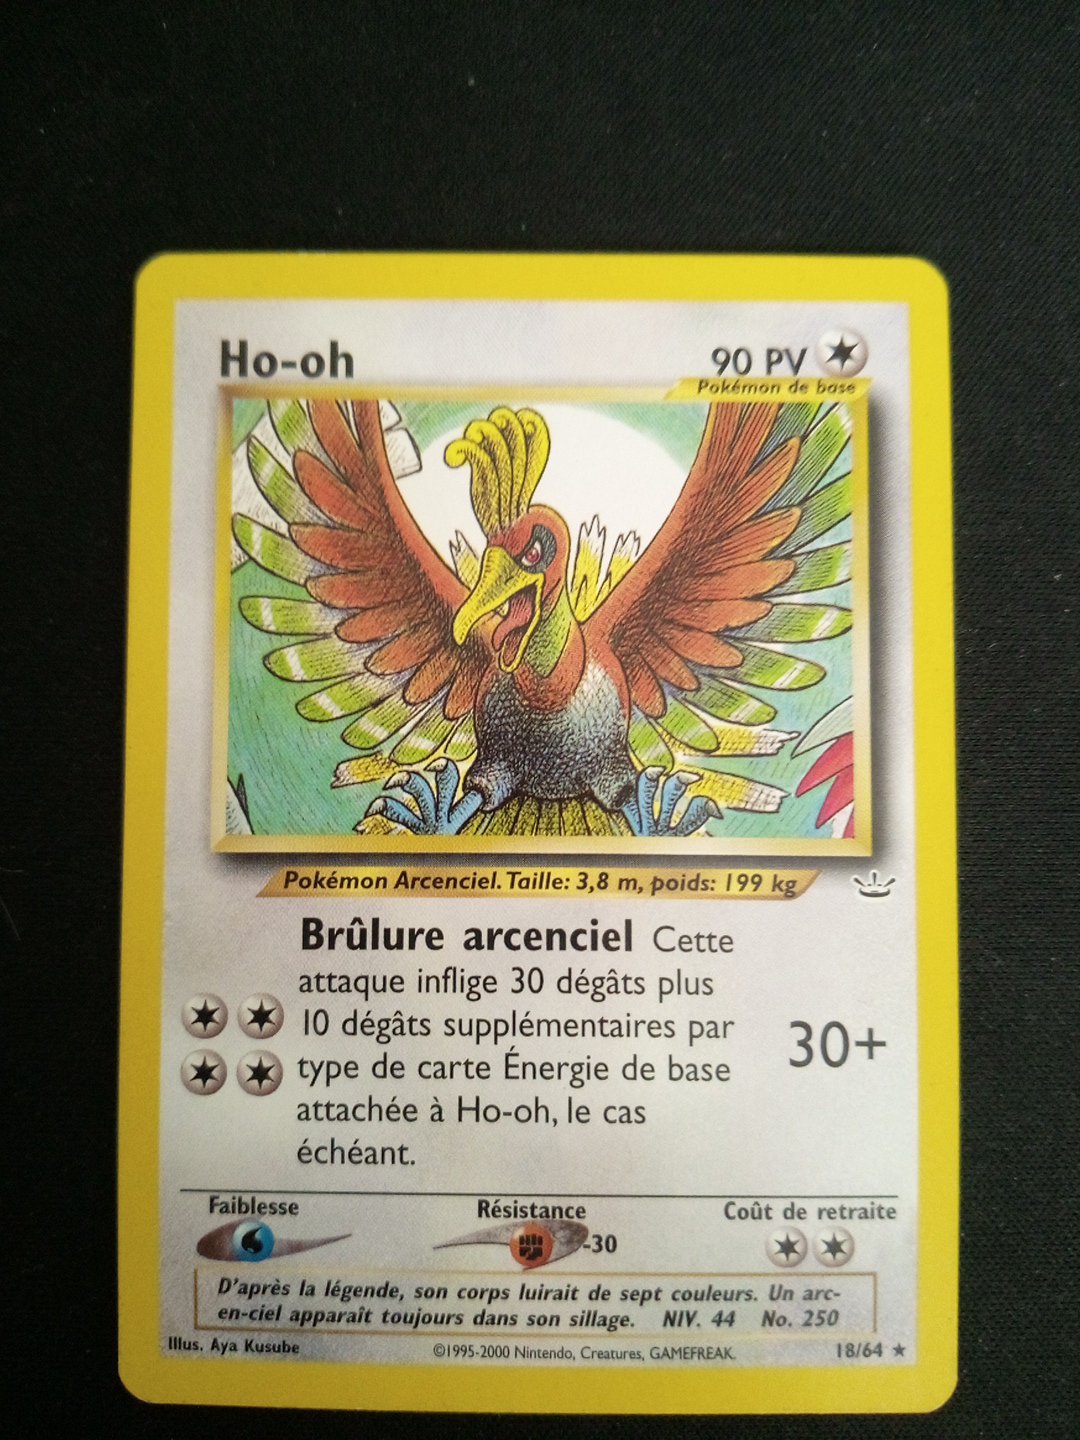 Ho-oh
90 PV
Pokémon de base
Pokémon Arcenciel. Taille: 3,8 m, poids: 199 kg
Brûlure arcenciel Cette
attaque inflige 30 dégâts plus
10 dégâts supplémentaires par
type de carte Énergie de base
attachée à Ho-oh, le cas
échéant.
30+
Faiblesse
Résistance
Coût de retraite
-30
D'après la légende, son corps luirait de sept couleurs. Un arc-
en-ciel apparaît toujours dans son sillage. NIV. 44 No. 250
Illus. Aya Kusube
©1995-2000 Nintendo, Creatures, GAMEFREAK.
18/64 ★